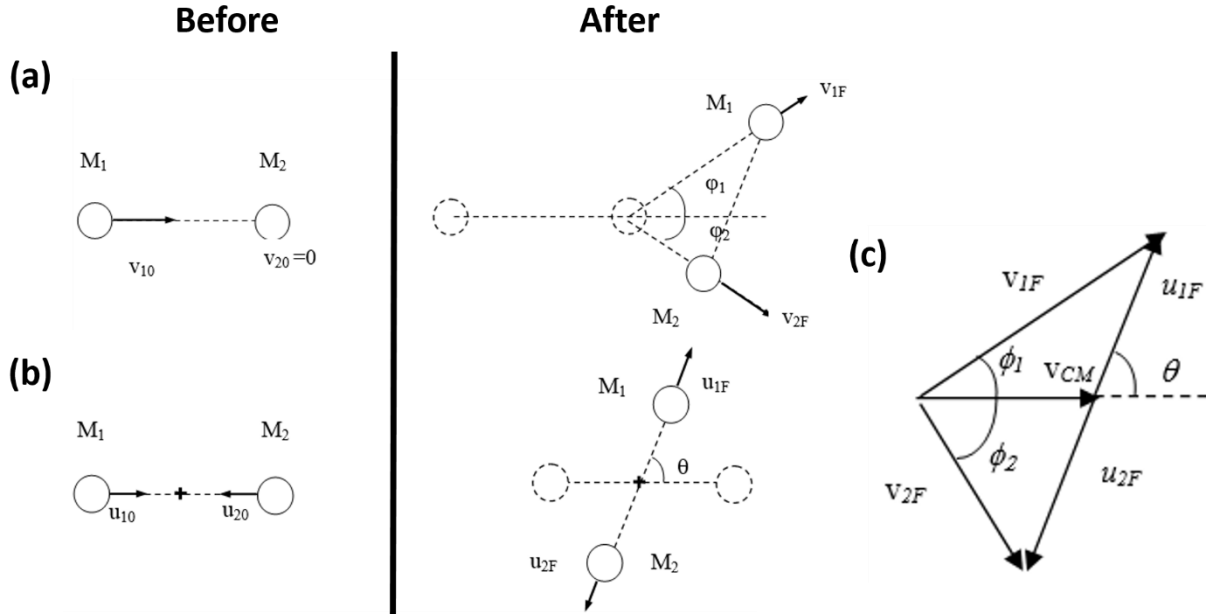 Before
After
(a)
M₁
M₂
v₁₀
v₂₀ =0
M₁
v₁F
φ₁
φ₂
M₂
v₂F
(b)
M₁
M₂
u₁₀
u₂₀
M₁
u₁F
θ
u₂F
M₂
(c)
v₁F
u₁F
ϕ₁
vCM
θ
ϕ₂
v₂F
u₂F